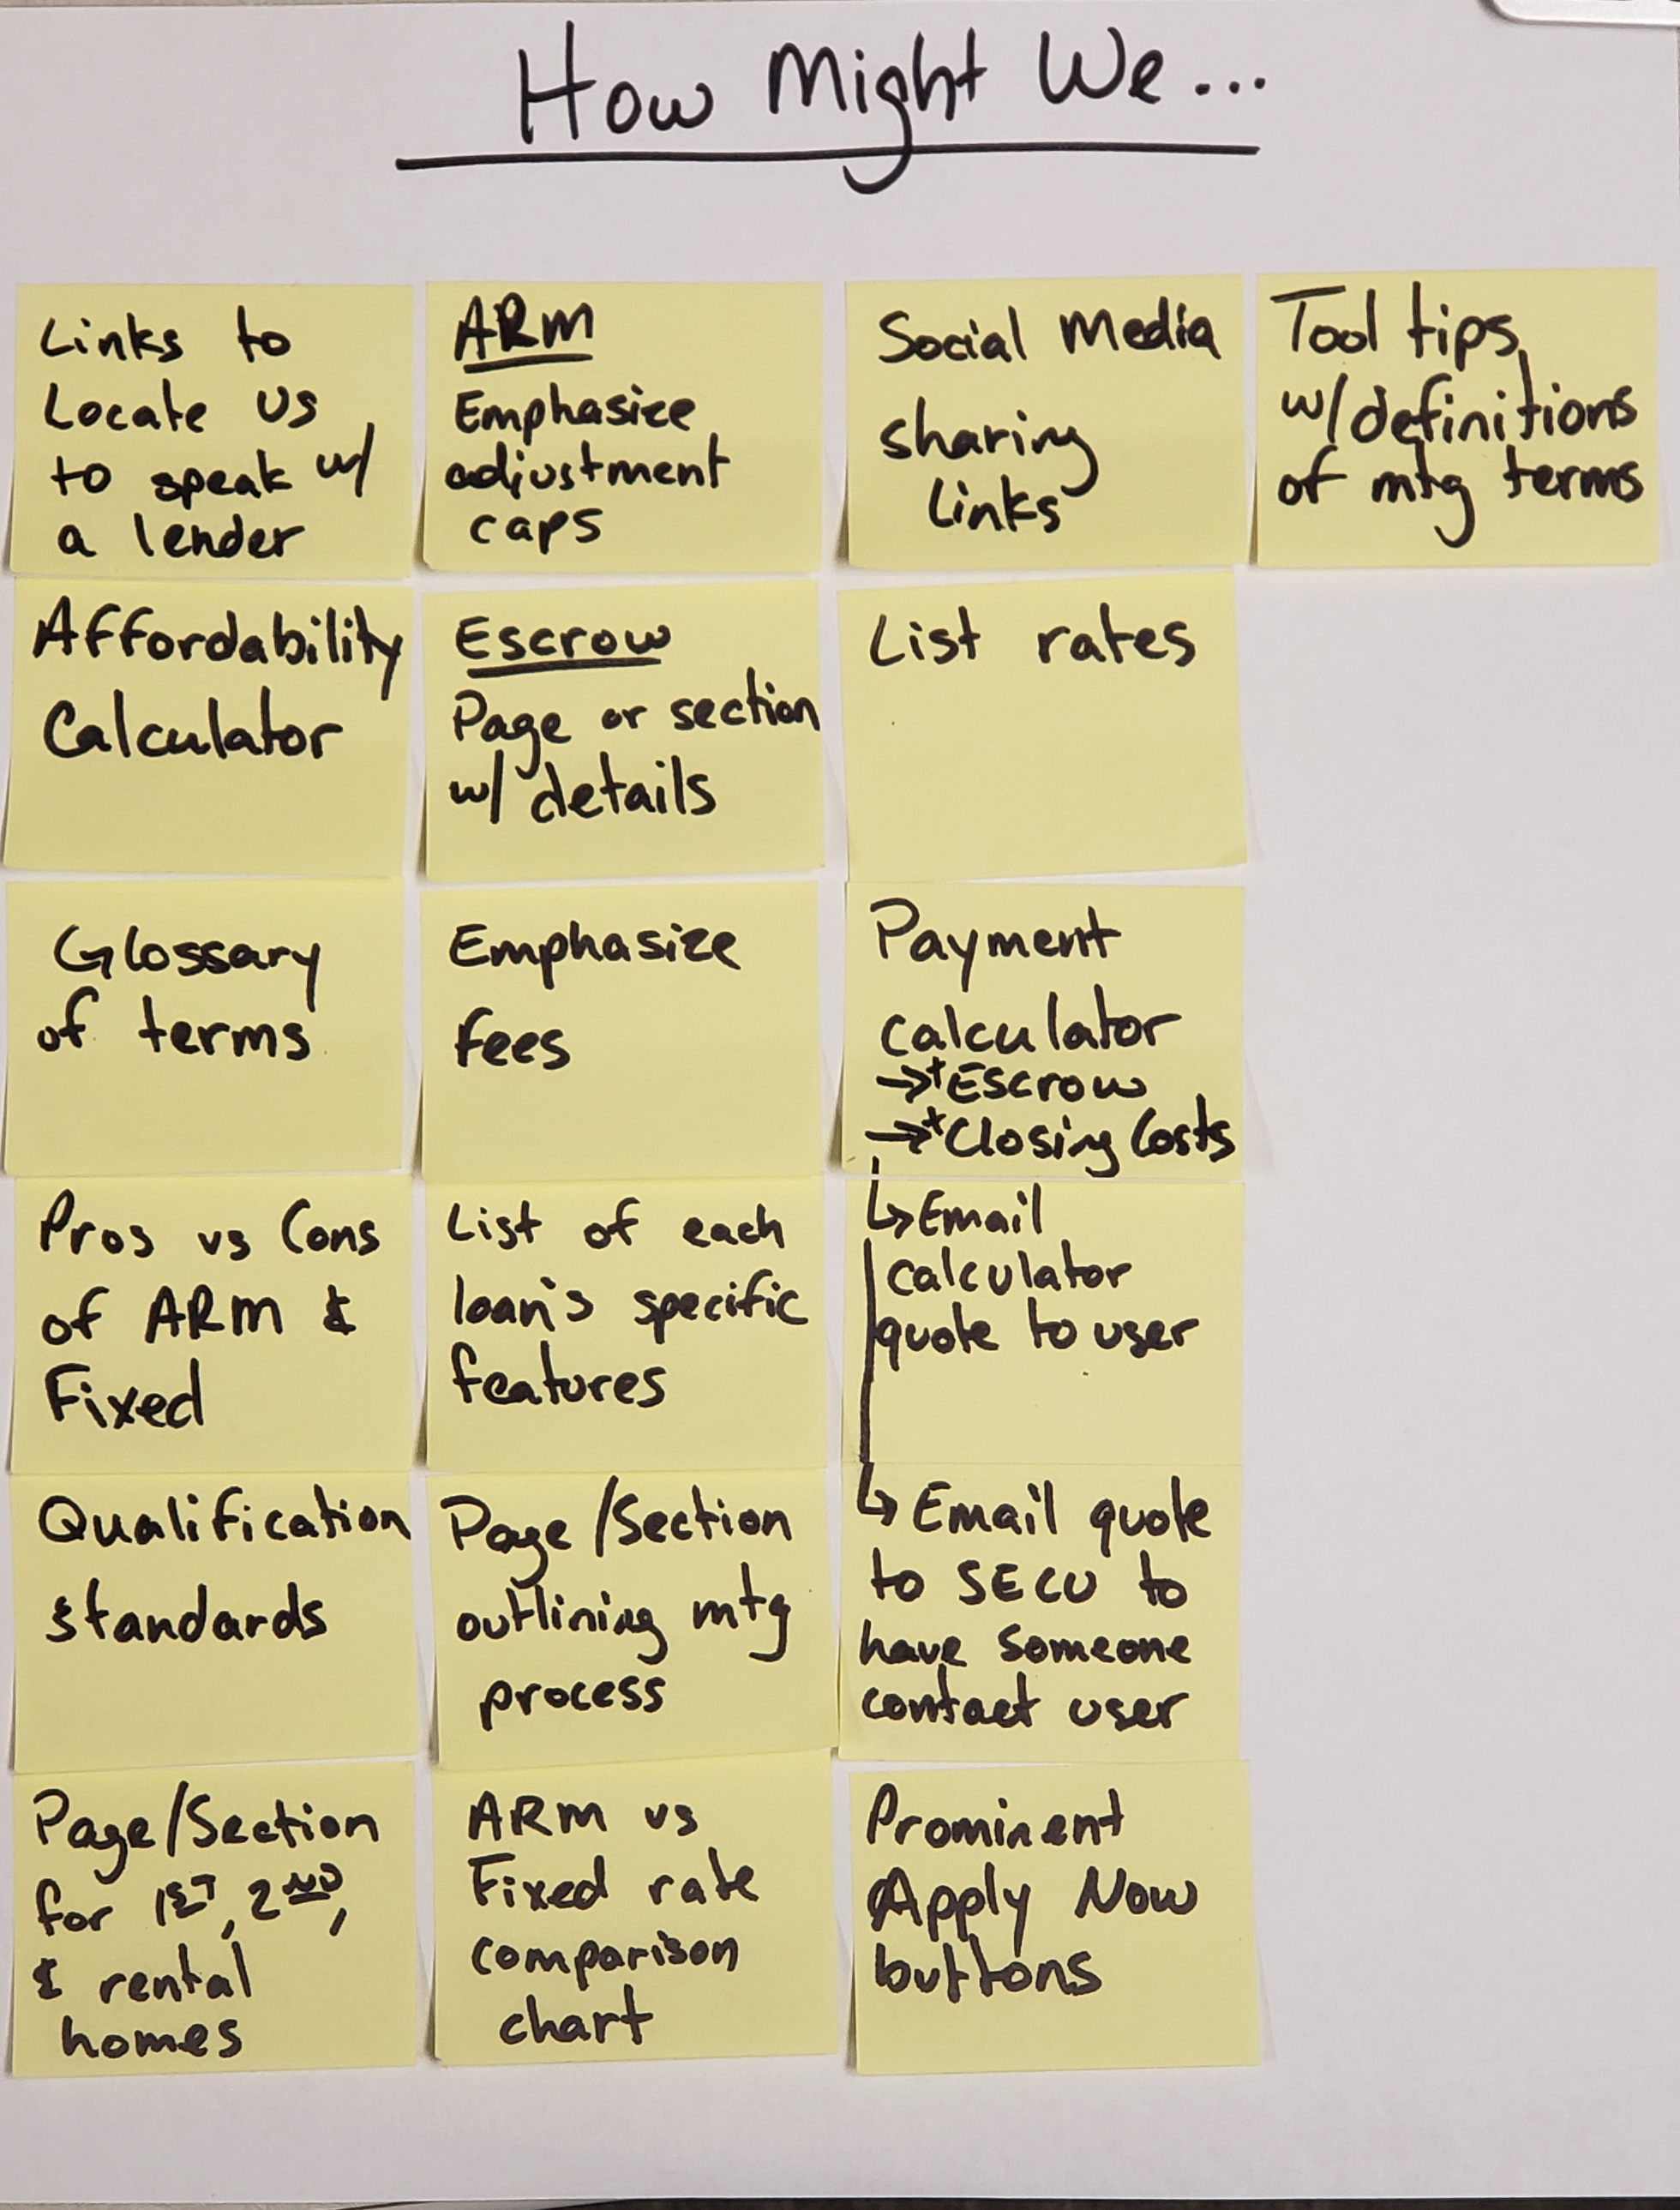 How Might We...
Links to
Locate Us
to speak w/
a lender
ARM
Emphasize
adjustment
caps
Social Media
sharing
Links
Tool tips
w/definitions
of mtg terms
Affordability
Calculator
Escrow
Page or section
w/ details
List rates
Glossary
of terms
Emphasize
fees
Payment
calculator
→+Escrow
→+Closing Costs
Pros vs Cons
of ARM &
Fixed
List of each
loan's specific
features
↳Email
calculator
quote to user
Qualification
standards
Page/Section
outlining mtg
process
↳Email quote
to SECU to
have someone
contact user
Page/Section
for 1ST, 2ND,
& rental
homes
ARM vs
Fixed rate
comparison
chart
Prominent
Apply Now
buttons